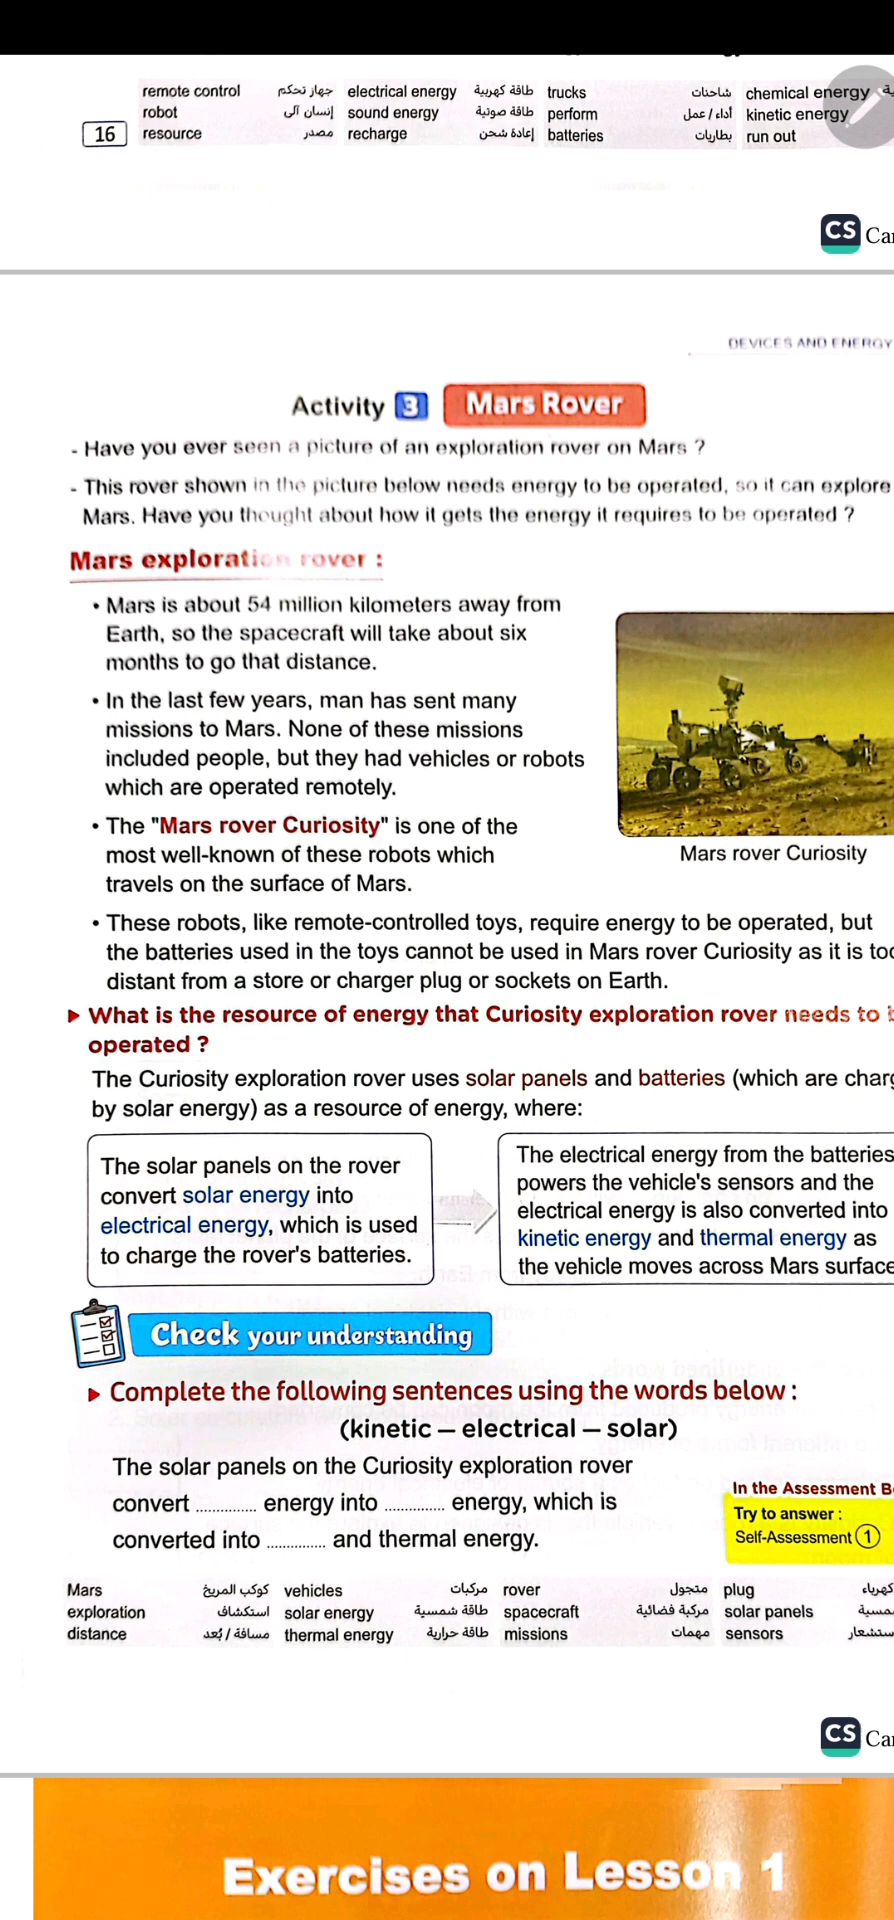 remote control جهاز تحكم electrical energy طاقة كهربية trucks شاحنات chemical energy
robot إنسان آلى sound energy طاقة صوتية perform أداء / عمل kinetic energy
16 resource مصدر recharge إعادة شحن batteries بطاريات run out
CS Ca
DEVICES AND ENERGY
Activity 3 Mars Rover
- Have you ever seen a picture of an exploration rover on Mars ?
- This rover shown in the picture below needs energy to be operated, so it can explore
Mars. Have you thought about how it gets the energy it requires to be operated ?
Mars exploration rover :
• Mars is about 54 million kilometers away from
Earth, so the spacecraft will take about six
months to go that distance.
• In the last few years, man has sent many
missions to Mars. None of these missions
included people, but they had vehicles or robots
which are operated remotely.
• The "Mars rover Curiosity" is one of the
most well-known of these robots which
travels on the surface of Mars.
Mars rover Curiosity
• These robots, like remote-controlled toys, require energy to be operated, but
the batteries used in the toys cannot be used in Mars rover Curiosity as it is
distant from a store or charger plug or sockets on Earth.
▶ What is the resource of energy that Curiosity exploration rover needs to
operated ?
The Curiosity exploration rover uses solar panels and batteries (which are
by solar energy) as a resource of energy, where:
The solar panels on the rover
convert solar energy into
electrical energy, which is used
to charge the rover's batteries.
The electrical energy from the batteries
powers the vehicle's sensors and the
electrical energy is also converted into
kinetic energy and thermal energy as
the vehicle moves across Mars surface
Check your understanding
▶ Complete the following sentences using the words below :
(kinetic – electrical – solar)
The solar panels on the Curiosity exploration rover
convert ............. energy into ............. energy, which is
converted into ............. and thermal energy.
In the Assessment B
Try to answer :
Self-Assessment 1
Mars كوكب المريخ vehicles مركبات rover متجول plug كهرباء
exploration استكشاف solar energy طاقة شمسية spacecraft مركبة فضائية solar panels
distance مسافة / بُعد thermal energy طاقة حرارية missions مهمات sensors
CS Ca
Exercises on Lesson 1